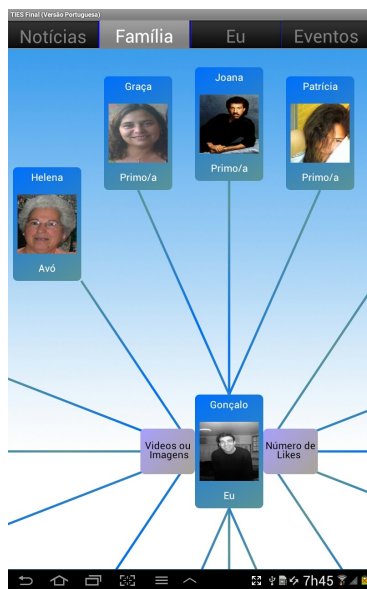 TIES Final (Versão Portuguesa)
Notícias Família Eu Eventos
Joana
Graça
Patrícia
Primo/a
Primo/a
Primo/a
Helena
Avó
Gonçalo
Videos ou
Imagens
Número de
Likes
Eu
7h45